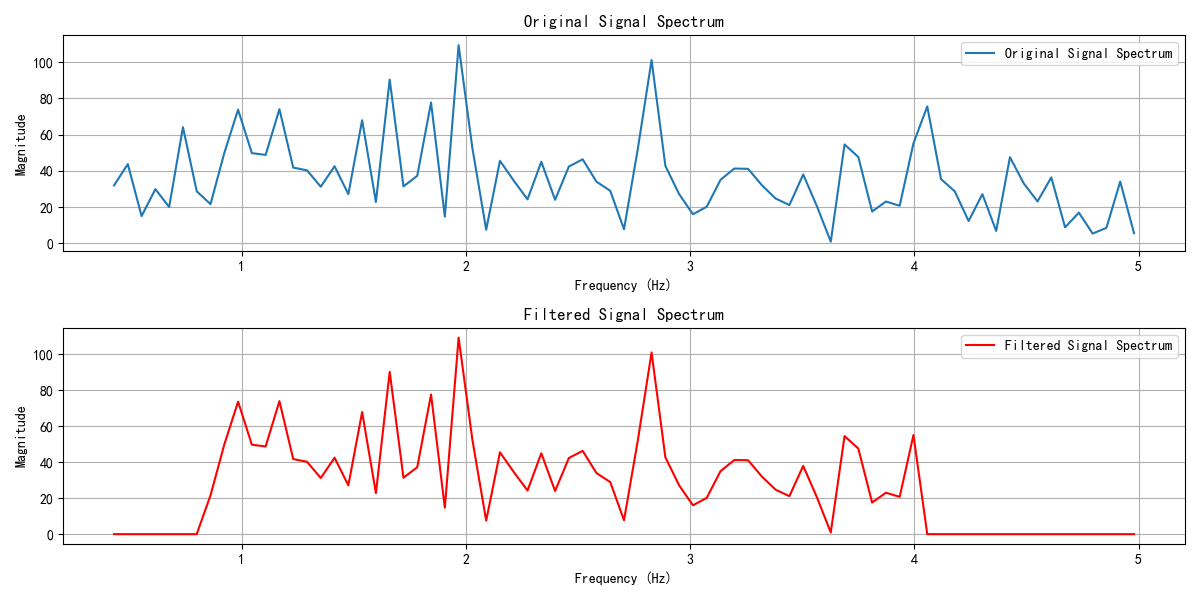 Original Signal Spectrum
Original Signal Spectrum
100
80
60
40
20
0
Magnitude
1 2 3 4 5
Frequency (Hz)
Filtered Signal Spectrum
Filtered Signal Spectrum
100
80
60
40
20
0
Magnitude
1 2 3 4 5
Frequency (Hz)